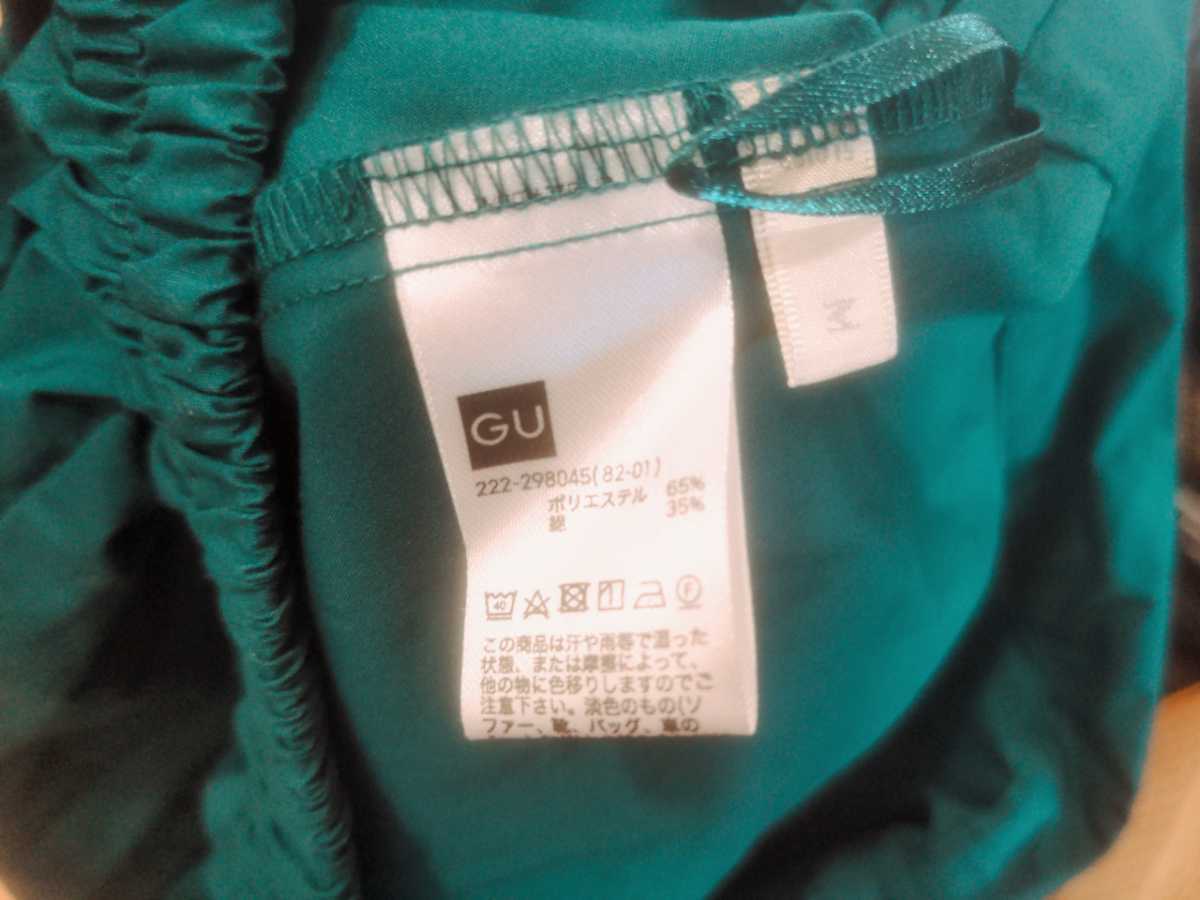 GU
222-298045(82-01)
ポリエステル 65%
綿 35%
40
F
この商品は汗や雨等で湿った
状態、または摩擦によって、
他の物に色移りしますのでご
注意下さい。淡色のもの(ソ
ファー、靴、バッグ、車の
M